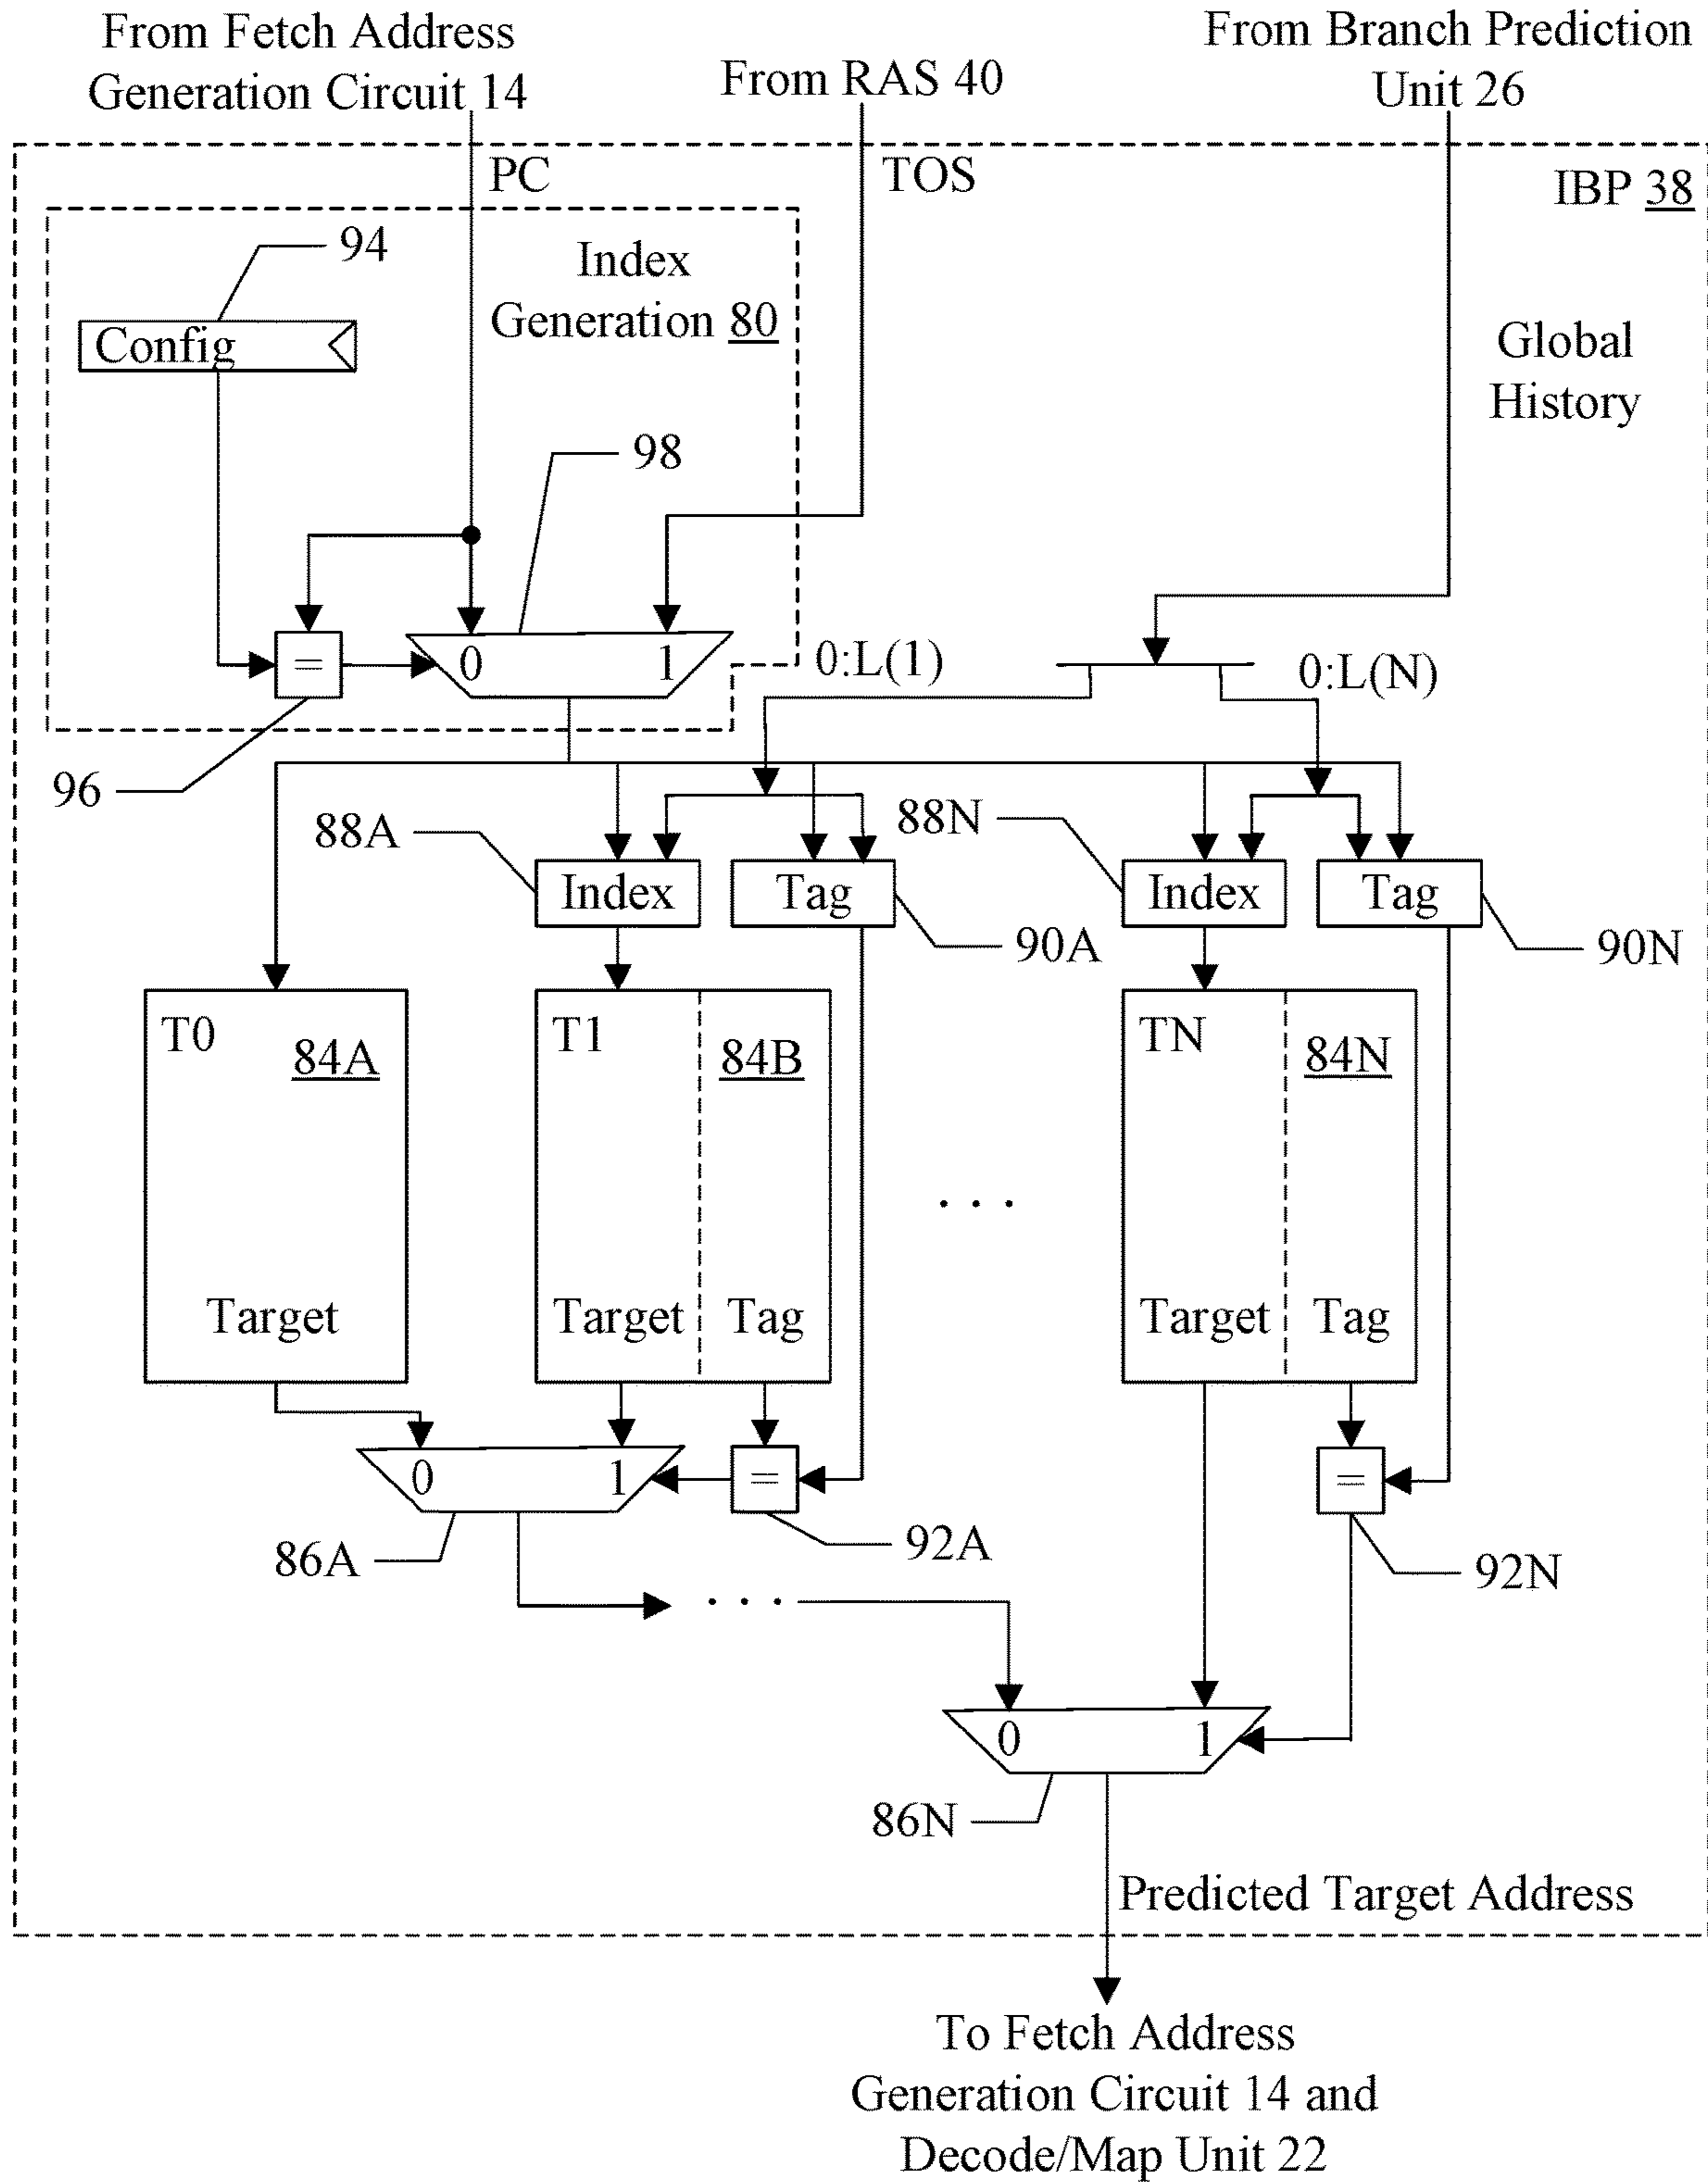 From Fetch Address
Generation Circuit 14
From RAS 40
From Branch Prediction
Unit 26
PC
TOS
IBP 38
94
Index
Generation 80
Config
Global
History
98
0
1
=
0:L(1)
0:L(N)
96
88A
88N
Index
Tag
Index
Tag
90A
90N
T0
84A
T1
84B
TN
84N
. . .
Target
Target
Tag
Target
Tag
0
1
=
=
86A
92A
92N
. . .
0
1
86N
Predicted Target Address
To Fetch Address
Generation Circuit 14 and
Decode/Map Unit 22